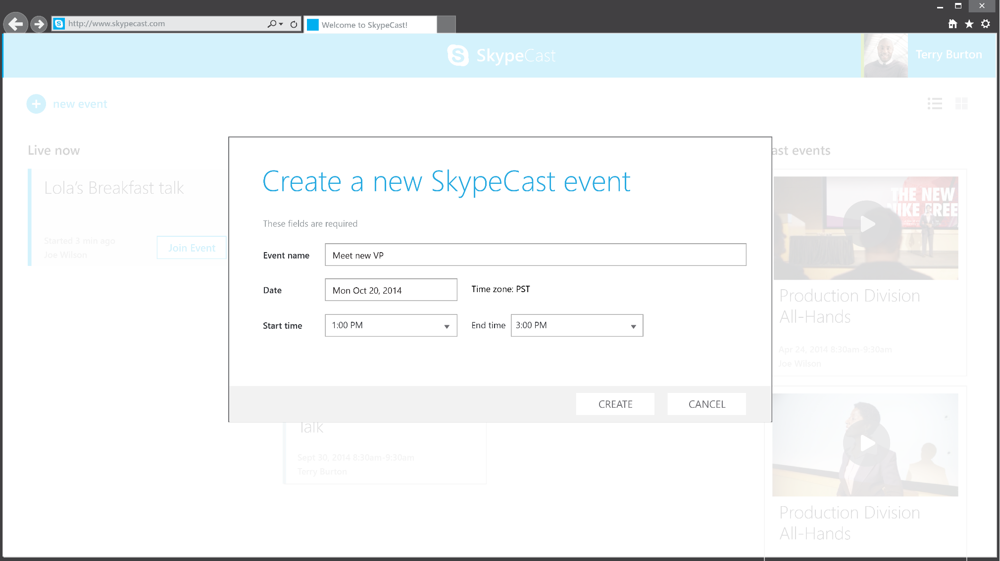 http://www.skypecast.com
Welcome to SkypeCast!
SkypeCast
Terry Burton
new event
Live now
Lola's Breakfast talk
Started 3 min ago
Joe Wilson
Join Event
Create a new SkypeCast event
These fields are required
Event name
Meet new VP
Date
Mon Oct 20, 2014
Time zone: PST
Start time
1:00 PM
End time
3:00 PM
CREATE
CANCEL
Talk
Sept 30, 2014 8:30am-9:30am
Terry Burton
ast events
THE NEW
NIKE FREE
Production Division
All-Hands
Apr 24, 2014 8:30am-9:30am
Joe Wilson
Production Division
All-Hands